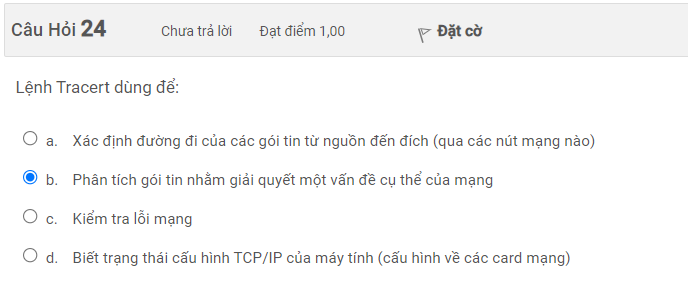 Câu Hỏi 24 Chưa trả lời Đạt điểm 1,00 Đặt cờ
Lệnh Tracert dùng để:
a. Xác định đường đi của các gói tin từ nguồn đến đích (qua các nút mạng nào)
b. Phân tích gói tin nhằm giải quyết một vấn đề cụ thể của mạng
c. Kiểm tra lỗi mạng
d. Biết trạng thái cấu hình TCP/IP của máy tính (cấu hình về các card mạng)